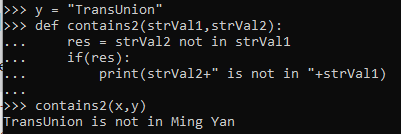 >>> y = "TransUnion"
>>> def contains2(strVal1,strVal2):
...     res = strVal2 not in strVal1
...     if(res):
...         print(strVal2+" is not in "+strVal1)
...
>>> contains2(x,y)
TransUnion is not in Ming Yan